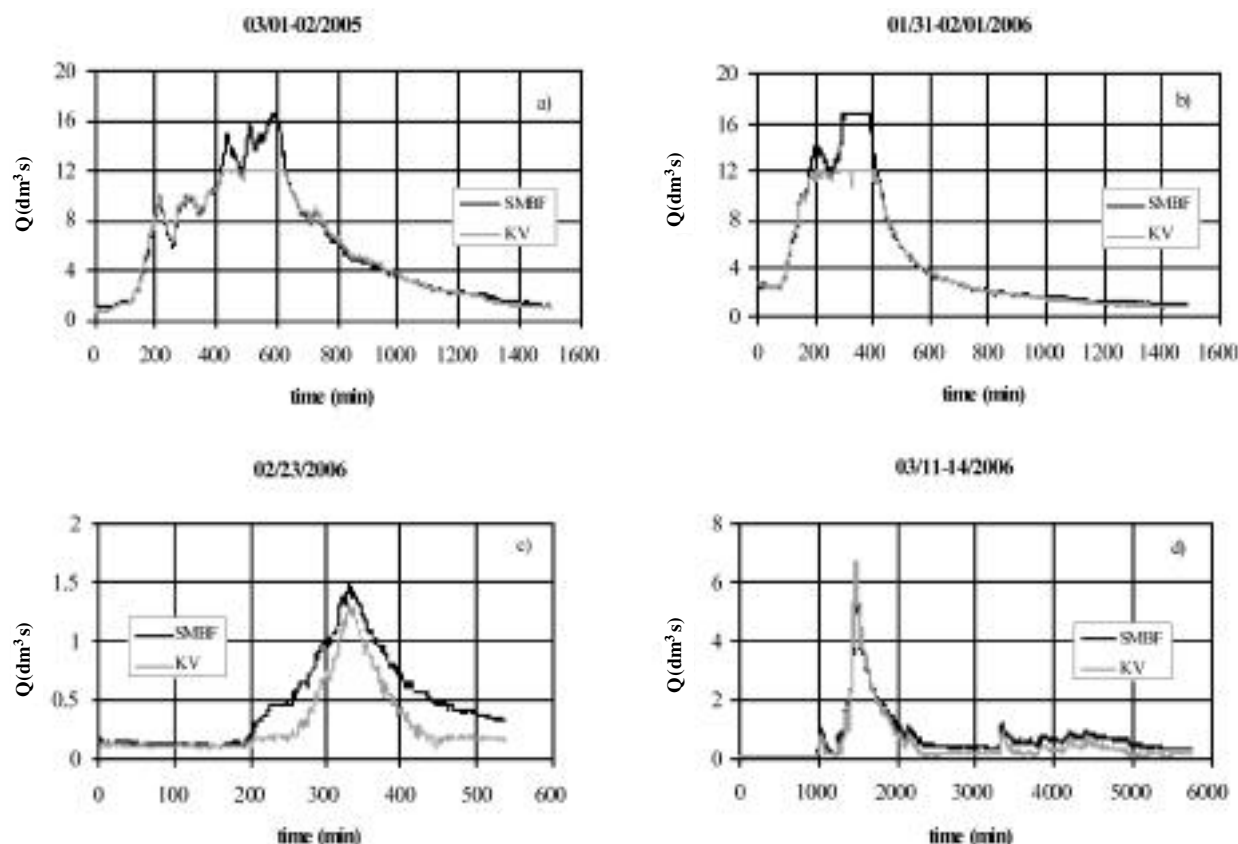 03/01-02/2005
20
16
12
8
4
0
Q (dm³ s)
a)
SMBF
KV
0 200 400 600 800 1000 1200 1400 1600
time (min)
01/31-02/01/2006
20
16
12
8
4
0
Q (dm³ s)
b)
SMBF
KV
0 200 400 600 800 1000 1200 1400 1600
time (min)
02/23/2006
2
1.5
1
0.5
0
Q (dm³ s)
c)
SMBF
KV
0 100 200 300 400 500 600
time (min)
03/11-14/2006
8
6
4
2
0
Q (dm³ s)
d)
SMBF
KV
0 1000 2000 3000 4000 5000 6000
time (min)